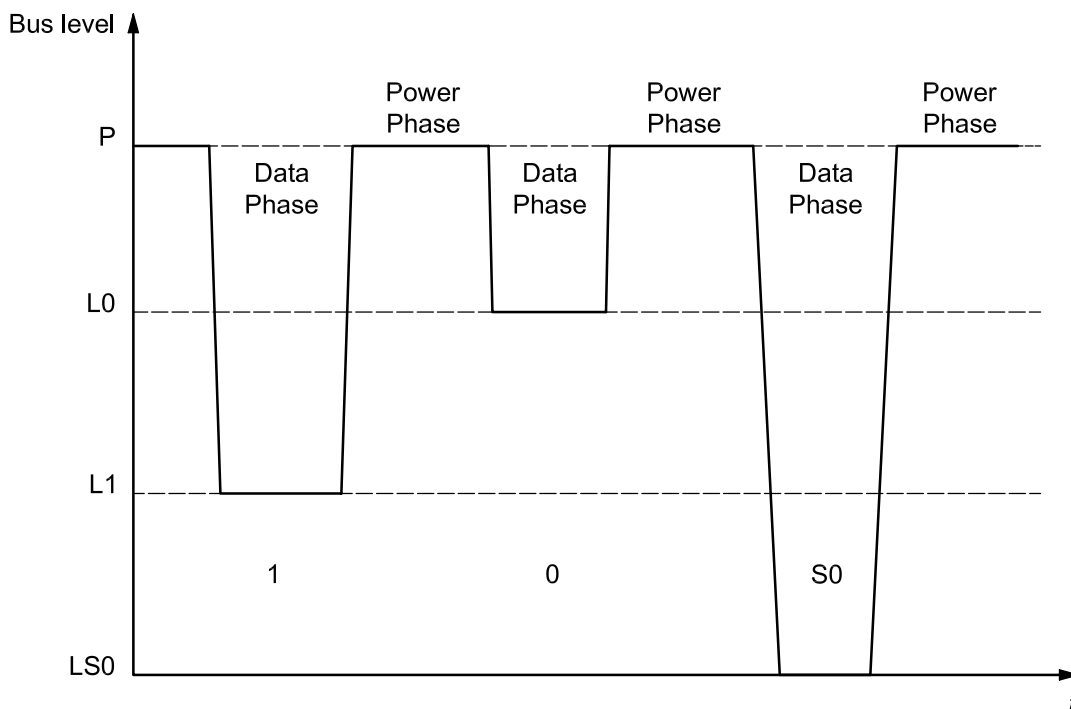 Bus level
Power
Phase
Power
Phase
Power
Phase
P
Data
Phase
Data
Phase
Data
Phase
L0
L1
1
0
S0
LS0